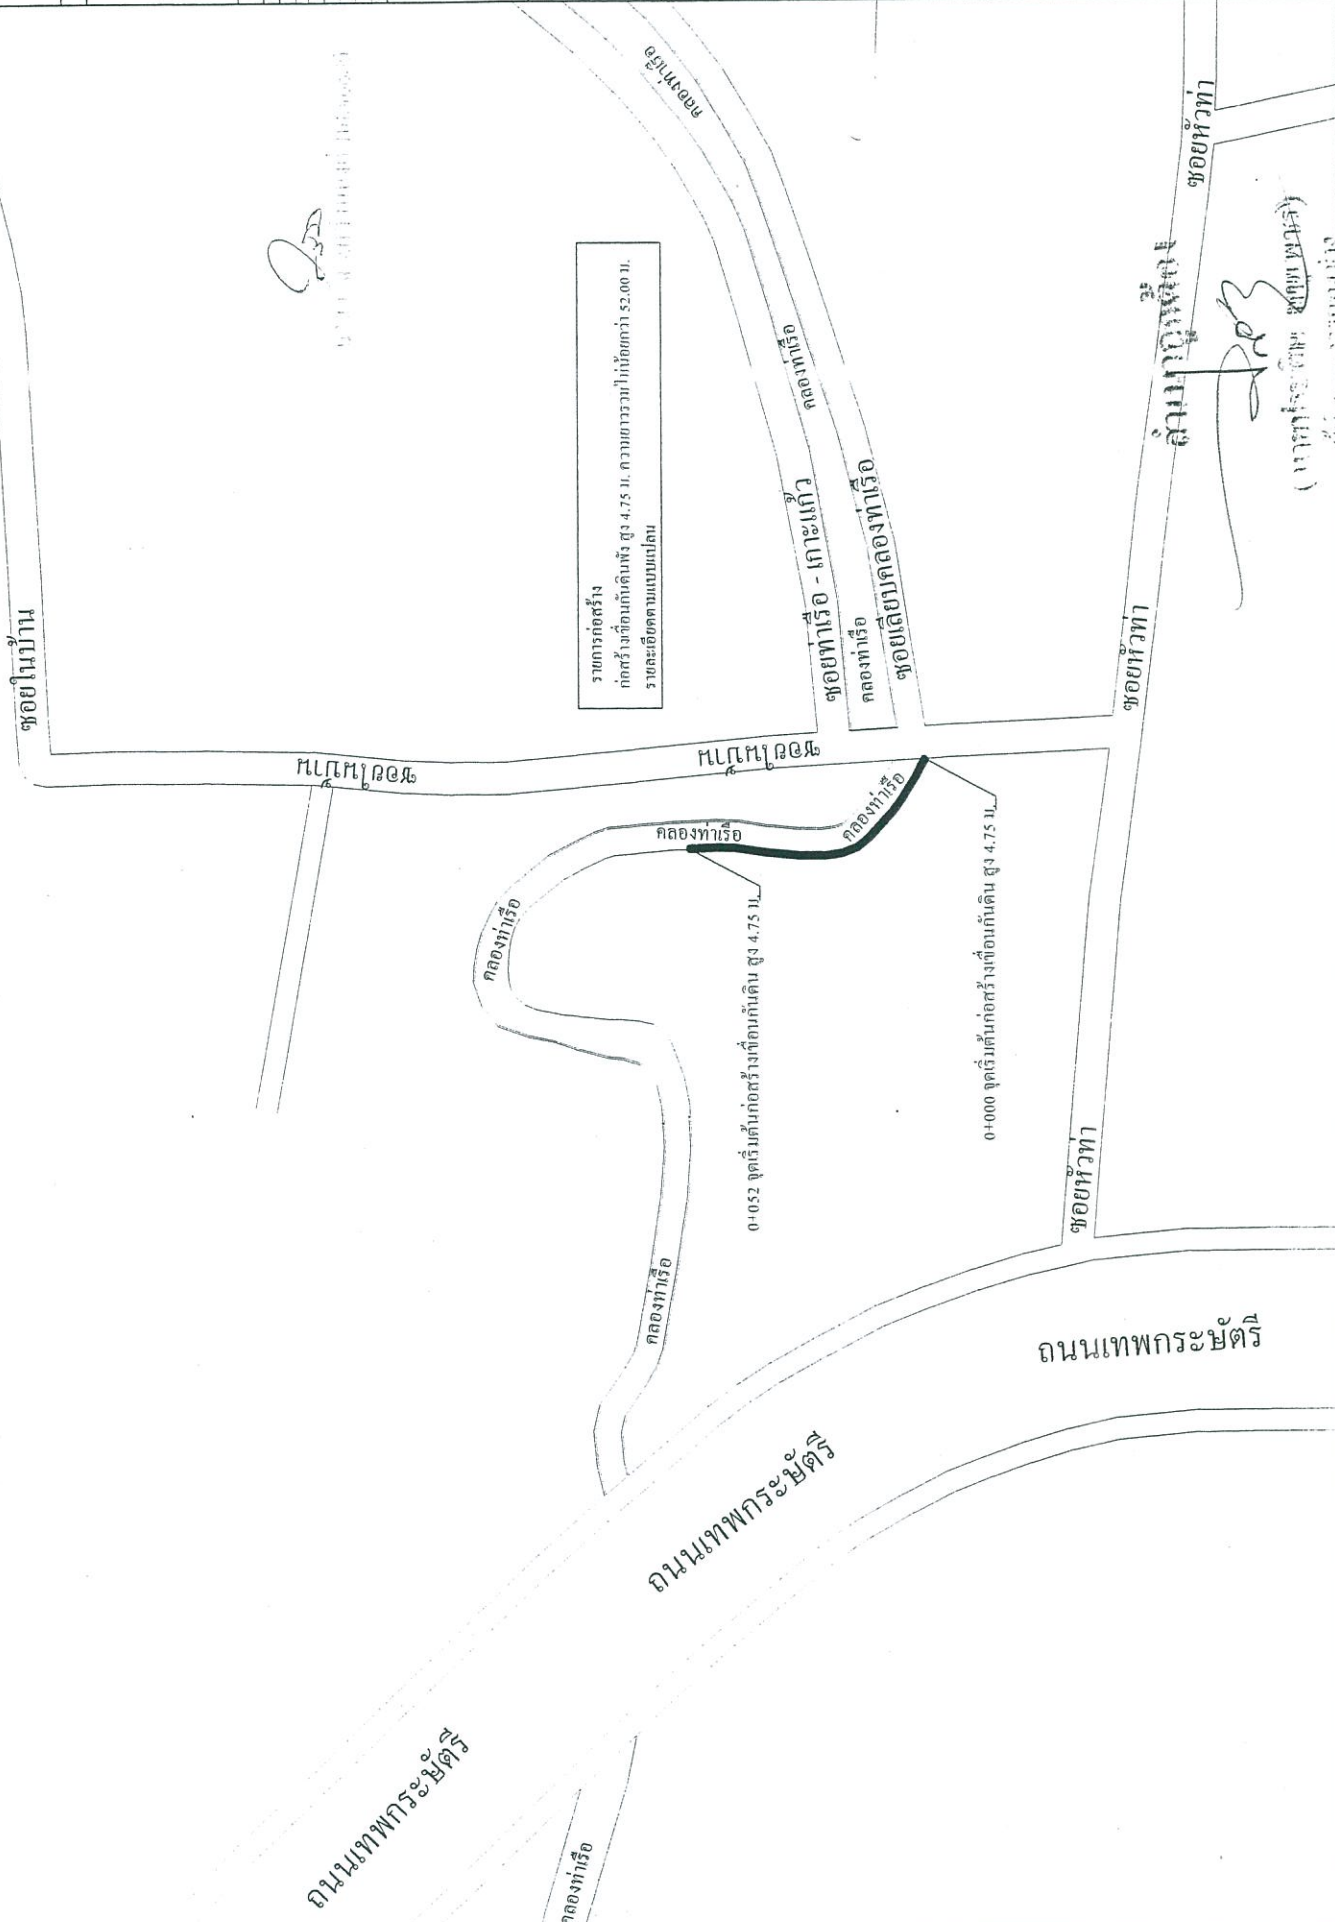 คลองท่าเรือ
ซอยหัวท่า
รายการก่อสร้าง
ก่อสร้างเขื่อนกันดินพัง สูง 4.75 ม. ความยาวรวมไม่น้อยกว่า 52.00 ม.
รายละเอียดตามแบบแปลน
คลองท่าเรือ
สำเนาถูกต้อง
ซอยในบ้าน
ซอยท่าเรือ - เกาะแก้ว
คลองท่าเรือ
ซอยเลียบคลองท่าเรือ
ซอยหัวท่า
ซอยในบ้าน
ซอยในบ้าน
คลองท่าเรือ
คลองท่าเรือ
คลองท่าเรือ
0+052 จุดเริ่มต้นก่อสร้างเขื่อนกันดิน สูง 4.75 ม.
0+000 จุดเริ่มต้นก่อสร้างเขื่อนกันดิน สูง 4.75 ม.
ซอยหัวท่า
คลองท่าเรือ
ถนนเทพกระษัตรี
ถนนเทพกระษัตรี
ถนนเทพกระษัตรี
คลองท่าเรือ